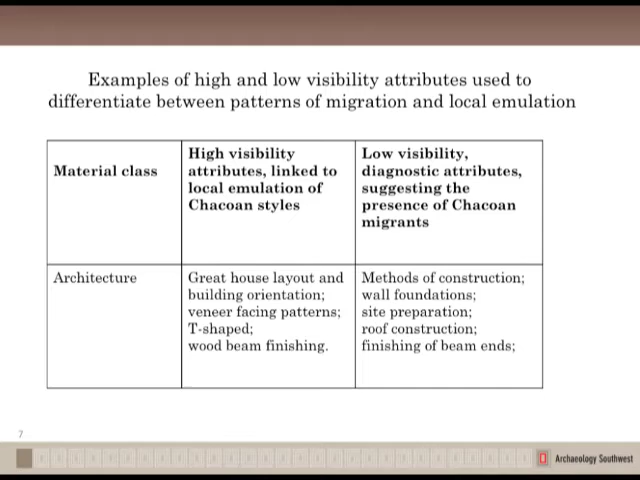 Examples of high and low visibility attributes used to
differentiate between patterns of migration and local emulation
Material class
High visibility
attributes, linked to
local emulation of
Chacoan styles
Low visibility,
diagnostic attributes,
suggesting the
presence of Chacoan
migrants
Architecture
Great house layout and
building orientation;
veneer facing patterns;
T-shaped;
wood beam finishing.
Methods of construction;
wall foundations;
site preparation;
roof construction;
finishing of beam ends;
7
Archaeology Southwest